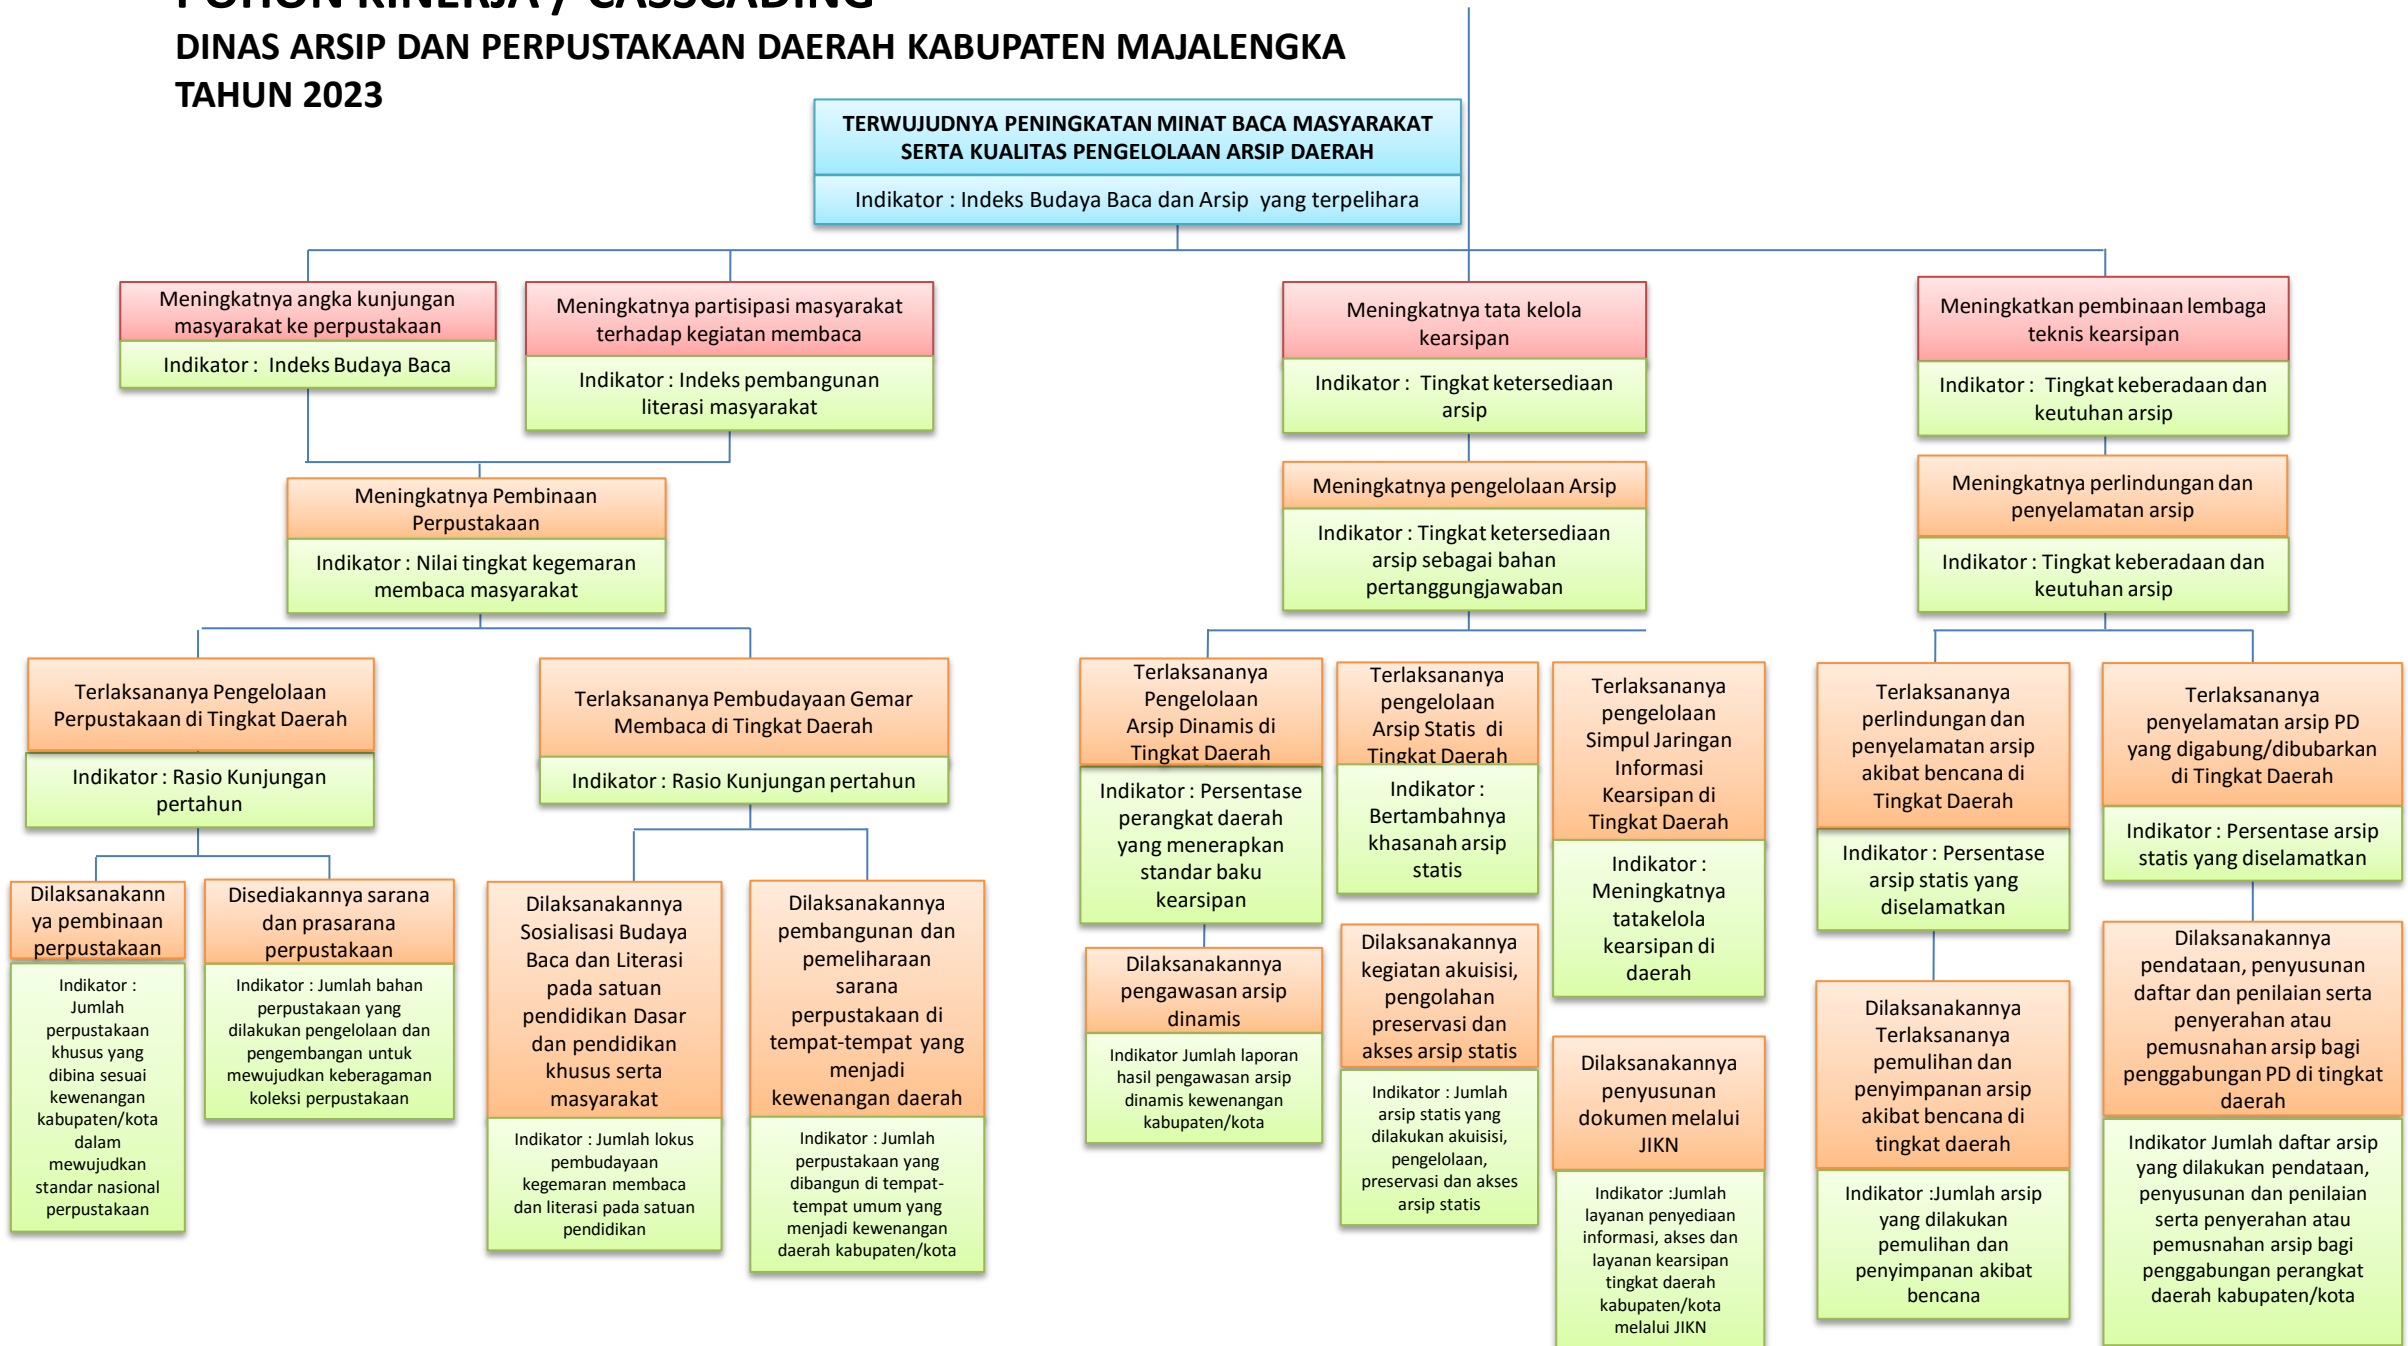 POHON KINERJA / CASSCADING
DINAS ARSIP DAN PERPUSTAKAAN DAERAH KABUPATEN MAJALENGKA
TAHUN 2023
TERWUJUDNYA PENINGKATAN MINAT BACA MASYARAKAT
SERTA KUALITAS PENGELOLAAN ARSIP DAERAH
Indikator : Indeks Budaya Baca dan Arsip yang terpelihara
Meningkatnya angka kunjungan
masyarakat ke perpustakaan
Indikator : Indeks Budaya Baca
Meningkatnya partisipasi masyarakat
terhadap kegiatan membaca
Indikator : Indeks pembangunan
literasi masyarakat
Meningkatnya tata kelola
kearsipan
Indikator : Tingkat ketersediaan
arsip
Meningkatkan pembinaan lembaga
teknis kearsipan
Indikator : Tingkat keberadaan dan
keutuhan arsip
Meningkatnya Pembinaan
Perpustakaan
Indikator : Nilai tingkat kegemaran
membaca masyarakat
Meningkatnya pengelolaan Arsip
Indikator : Tingkat ketersediaan
arsip sebagai bahan
pertanggungjawaban
Meningkatnya perlindungan dan
penyelamatan arsip
Indikator : Tingkat keberadaan dan
keutuhan arsip
Terlaksananya Pengelolaan
Perpustakaan di Tingkat Daerah
Indikator : Rasio Kunjungan
pertahun
Terlaksananya Pembudayaan Gemar
Membaca di Tingkat Daerah
Indikator : Rasio Kunjungan pertahun
Terlaksananya
Pengelolaan
Arsip Dinamis di
Tingkat Daerah
Indikator : Persentase
perangkat daerah
yang menerapkan
standar baku
kearsipan
Terlaksananya
pengelolaan
Arsip Statis di
Tingkat Daerah
Indikator :
Bertambahnya
khasanah arsip
statis
Terlaksananya
pengelolaan
Simpul Jaringan
Informasi
Kearsipan di
Tingkat Daerah
Indikator :
Meningkatnya
tatakelola
kearsipan di
daerah
Terlaksananya
perlindungan dan
penyelamatan arsip
akibat bencana di
Tingkat Daerah
Indikator : Persentase
arsip statis yang
diselamatkan
Terlaksananya
penyelamatan arsip PD
yang digabung/dibubarkan
di Tingkat Daerah
Indikator : Persentase arsip
statis yang diselamatkan
Dilaksanakann
ya pembinaan
perpustakaan
Indikator :
Jumlah
perpustakaan
khusus yang
dibina sesuai
kewenangan
kabupaten/kota
dalam
mewujudkan
standar nasional
perpustakaan
Disediakannya sarana
dan prasarana
perpustakaan
Indikator : Jumlah bahan
perpustakaan yang
dilakukan pengelolaan dan
pengembangan untuk
mewujudkan keberagaman
koleksi perpustakaan
Dilaksanakannya
Sosialisasi Budaya
Baca dan Literasi
pada satuan
pendidikan Dasar
dan pendidikan
khusus serta
masyarakat
Indikator : Jumlah lokus
pembudayaan
kegemaran membaca
dan literasi pada satuan
pendidikan
Dilaksanakannya
pembangunan dan
pemeliharaan
sarana
perpustakaan di
tempat-tempat yang
menjadi
kewenangan daerah
Indikator : Jumlah
perpustakaan yang
dibangun di tempat-
tempat umum yang
menjadi kewenangan
daerah kabupaten/kota
Dilaksanakannya
pengawasan arsip
dinamis
Indikator Jumlah laporan
hasil pengawasan arsip
dinamis kewenangan
kabupaten/kota
Dilaksanakannya
kegiatan akuisisi,
pengolahan
preservasi dan
akses arsip statis
Indikator : Jumlah
arsip statis yang
dilakukan akuisisi,
pengelolaan,
preservasi dan akses
arsip statis
Dilaksanakannya
penyusunan
dokumen melalui
JIKN
Indikator :Jumlah
layanan penyediaan
informasi, akses dan
layanan kearsipan
tingkat daerah
kabupaten/kota
melalui JIKN
Dilaksanakannya
Terlaksananya
pemulihan dan
penyimpanan arsip
akibat bencana di
tingkat daerah
Indikator :Jumlah arsip
yang dilakukan
pemulihan dan
penyimpanan akibat
bencana
Dilaksanakannya
pendataan, penyusunan
daftar dan penilaian serta
penyerahan atau
pemusnahan arsip bagi
penggabungan PD di tingkat
daerah
Indikator Jumlah daftar arsip
yang dilakukan pendataan,
penyusunan dan penilaian
serta penyerahan atau
pemusnahan arsip bagi
penggabungan perangkat
daerah kabupaten/kota